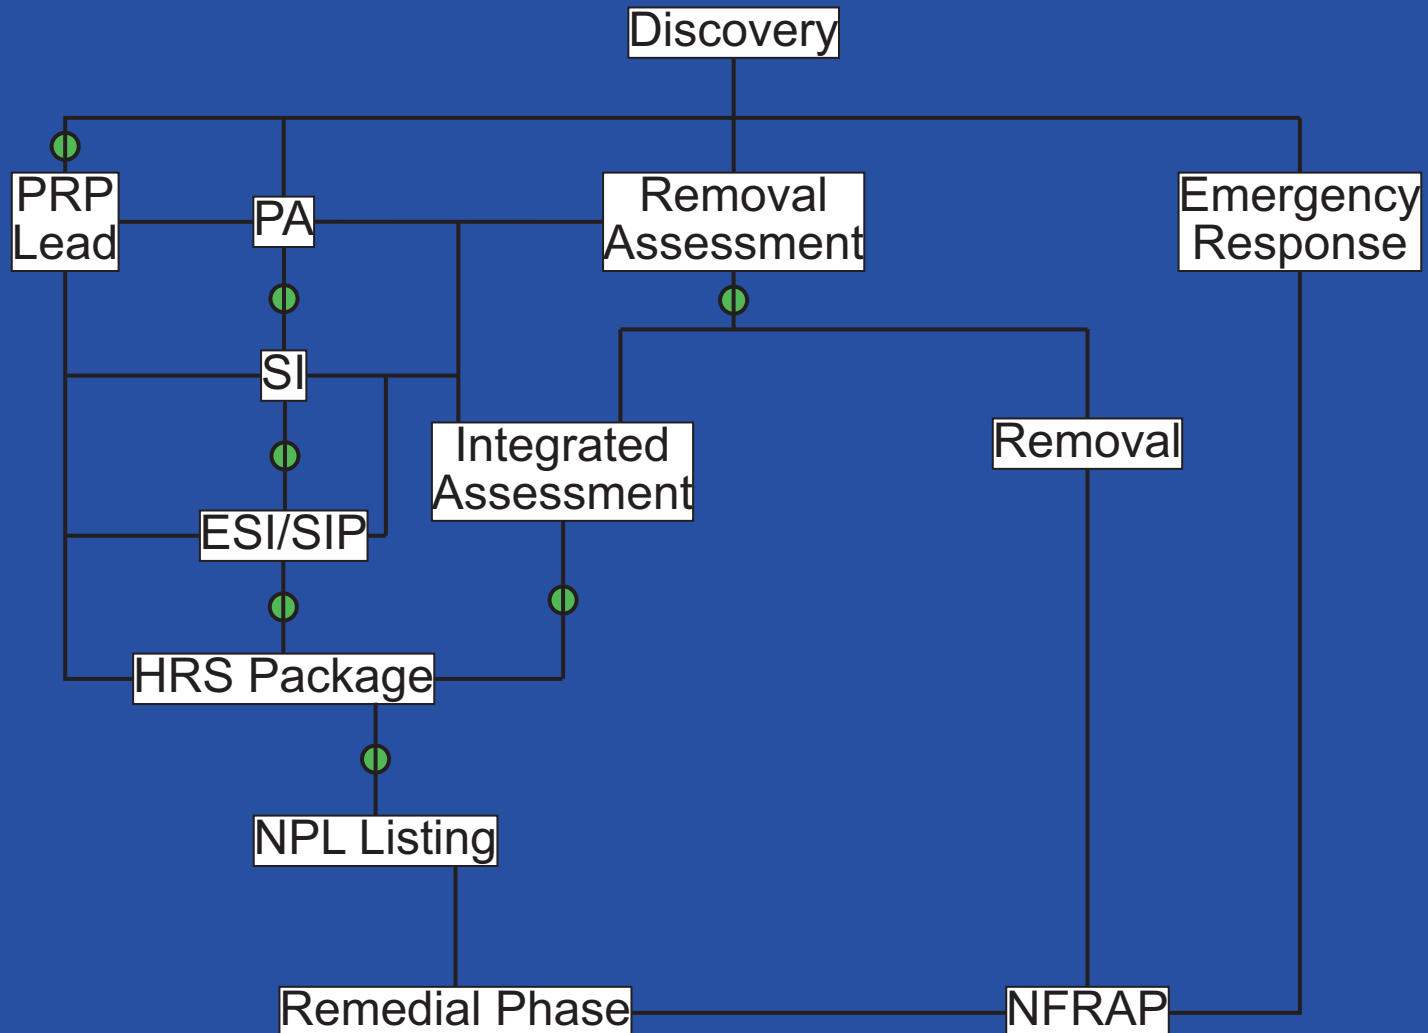 Discovery
PRP
Lead
PA
Removal
Assessment
Emergency
Response
SI
Integrated
Assessment
Removal
ESI/SIP
HRS Package
NPL Listing
Remedial Phase
NFRAP